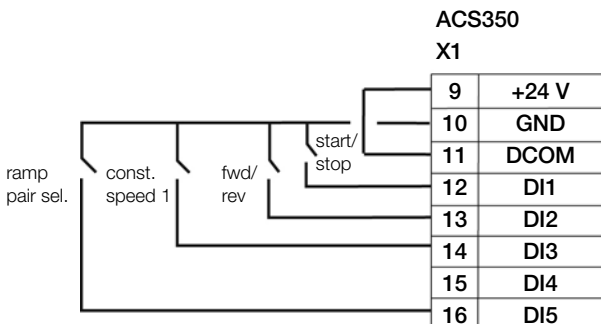 ACS350
X1
9 +24 V
10 GND
11 DCOM
12 DI1
13 DI2
14 DI3
15 DI4
16 DI5
ramp
pair sel.
const.
speed 1
fwd/
rev
start/
stop